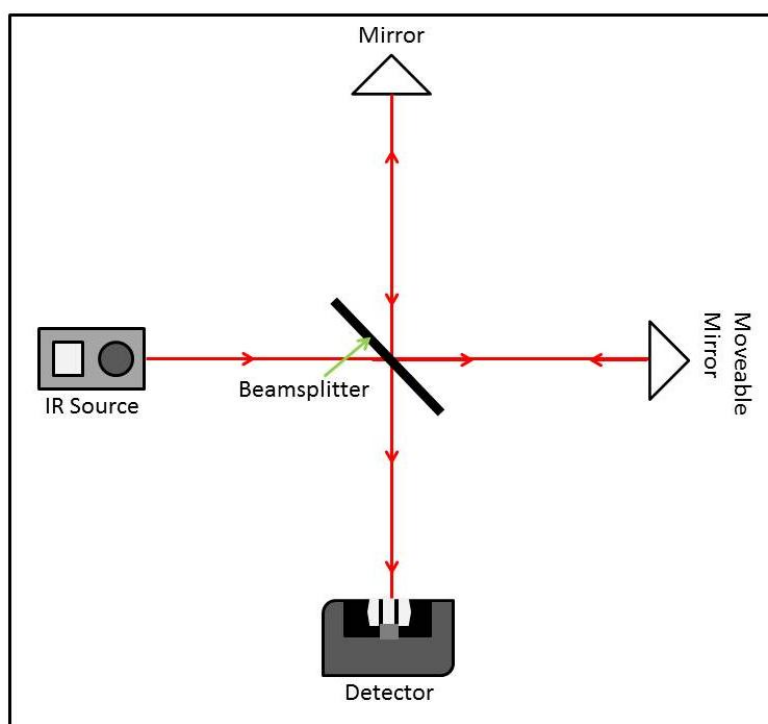 Mirror
Moveable
Mirror
Beamsplitter
IR Source
Detector